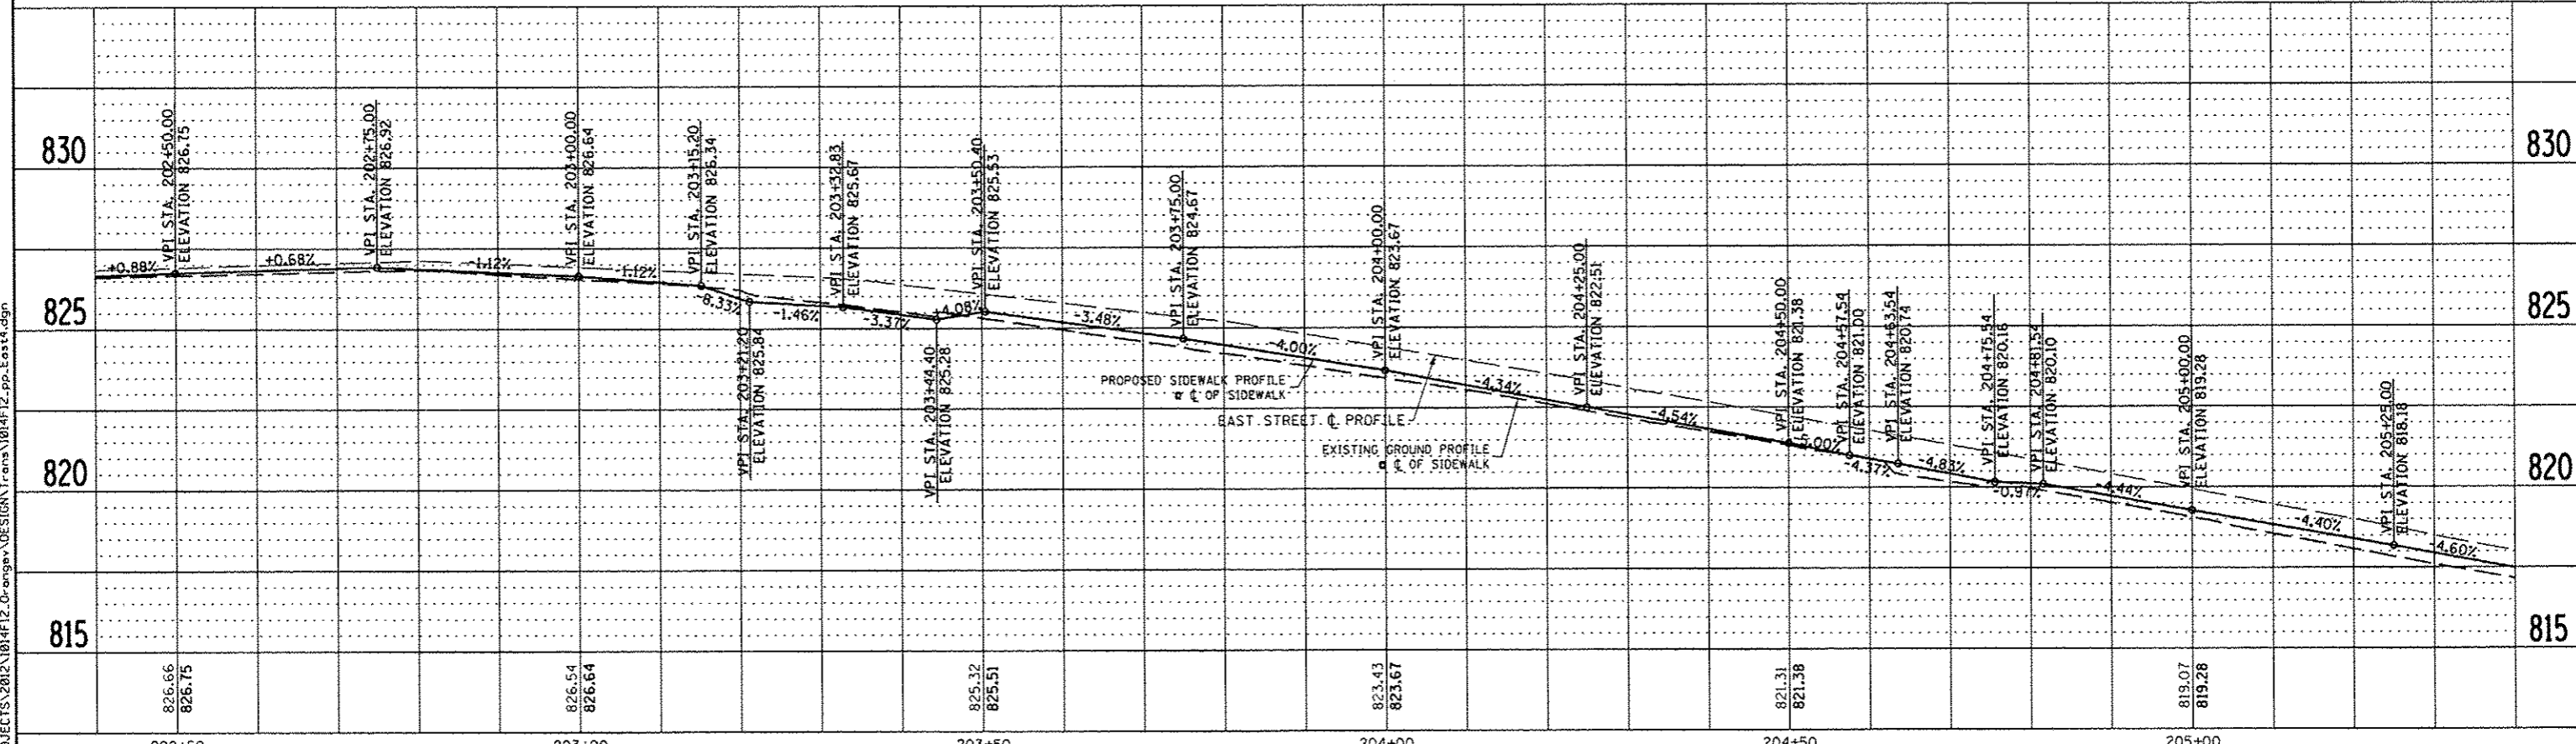 830
825
820
815
VPI STA. 202+50.00
ELEVATION 826.75
VPI STA. 202+75.00
ELEVATION 826.92
VPI STA. 203+00.00
ELEVATION 826.64
VPI STA. 203+15.20
ELEVATION 826.34
VPI STA. 203+21.20
ELEVATION 825.84
VPI STA. 203+32.83
ELEVATION 825.67
VPI STA. 203+44.40
ELEVATION 825.28
VPI STA. 203+50.40
ELEVATION 825.53
VPI STA. 203+75.00
ELEVATION 824.67
VPI STA. 204+00.00
ELEVATION 823.67
VPI STA. 204+25.00
ELEVATION 822.51
VPI STA. 204+50.00
ELEVATION 821.38
VPI STA. 204+57.54
ELEVATION 821.00
VPI STA. 204+63.54
ELEVATION 820.74
VPI STA. 204+75.54
ELEVATION 820.16
VPI STA. 204+81.54
ELEVATION 820.10
VPI STA. 205+00.00
ELEVATION 819.28
VPI STA. 205+25.00
ELEVATION 818.18
+0.88%
+0.68%
-1.12%
-1.12%
-8.33%
-1.46%
-3.37%
+4.08%
-3.48%
-4.00%
-4.34%
-4.54%
-5.00%
-4.37%
-4.83%
-0.97%
-4.44%
-4.40%
-4.60%
PROPOSED SIDEWALK PROFILE
@ ℄ OF SIDEWALK
EAST STREET ℄ PROFILE
EXISTING GROUND PROFILE
@ ℄ OF SIDEWALK
830
825
820
815
826.66
826.75
826.54
826.64
825.32
825.51
823.43
823.67
821.31
821.38
819.07
819.28
202+50
203+00
203+50
204+00
204+50
205+00